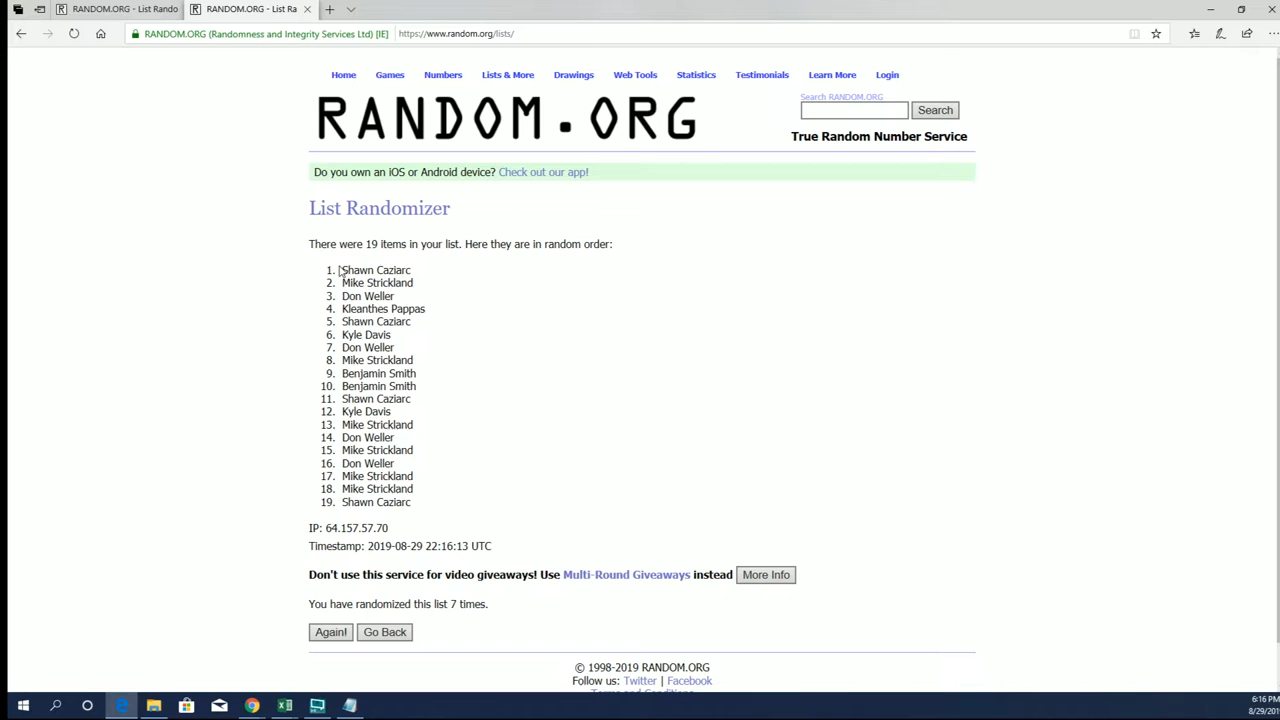 RANDOM.ORG - List Rando
RANDOM.ORG - List Ra
RANDOM.ORG (Randomness and Integrity Services Ltd) [IE]
https://www.random.org/lists/
Home Games Numbers Lists & More Drawings Web Tools Statistics Testimonials Learn More Login
Search RANDOM.ORG
RANDOM.ORG
Search
True Random Number Service
Do you own an iOS or Android device? Check out our app!
List Randomizer
There were 19 items in your list. Here they are in random order:
1. Shawn Caziarc
2. Mike Strickland
3. Don Weller
4. Kleanthes Pappas
5. Shawn Caziarc
6. Kyle Davis
7. Don Weller
8. Mike Strickland
9. Benjamin Smith
10. Benjamin Smith
11. Shawn Caziarc
12. Kyle Davis
13. Mike Strickland
14. Don Weller
15. Mike Strickland
16. Don Weller
17. Mike Strickland
18. Mike Strickland
19. Shawn Caziarc
IP: 64.157.57.70
Timestamp: 2019-08-29 22:16:13 UTC
Don't use this service for video giveaways! Use Multi-Round Giveaways instead More Info
You have randomized this list 7 times.
Again! Go Back
© 1998-2019 RANDOM.ORG
Follow us: Twitter | Facebook
Terms and Conditions
6:16 PM
8/29/201